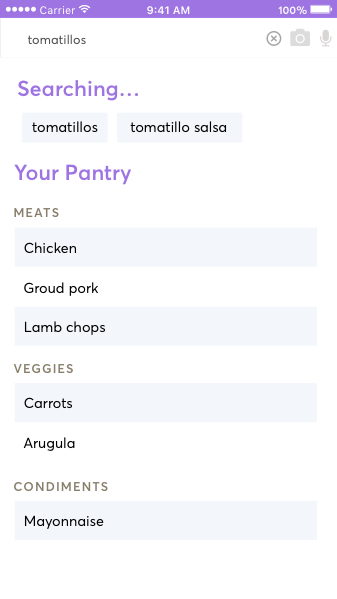 Carrier 9:41 AM 100%
tomatillos
Searching...
tomatillos tomatillo salsa
Your Pantry
MEATS
Chicken
Groud pork
Lamb chops
VEGGIES
Carrots
Arugula
CONDIMENTS
Mayonnaise